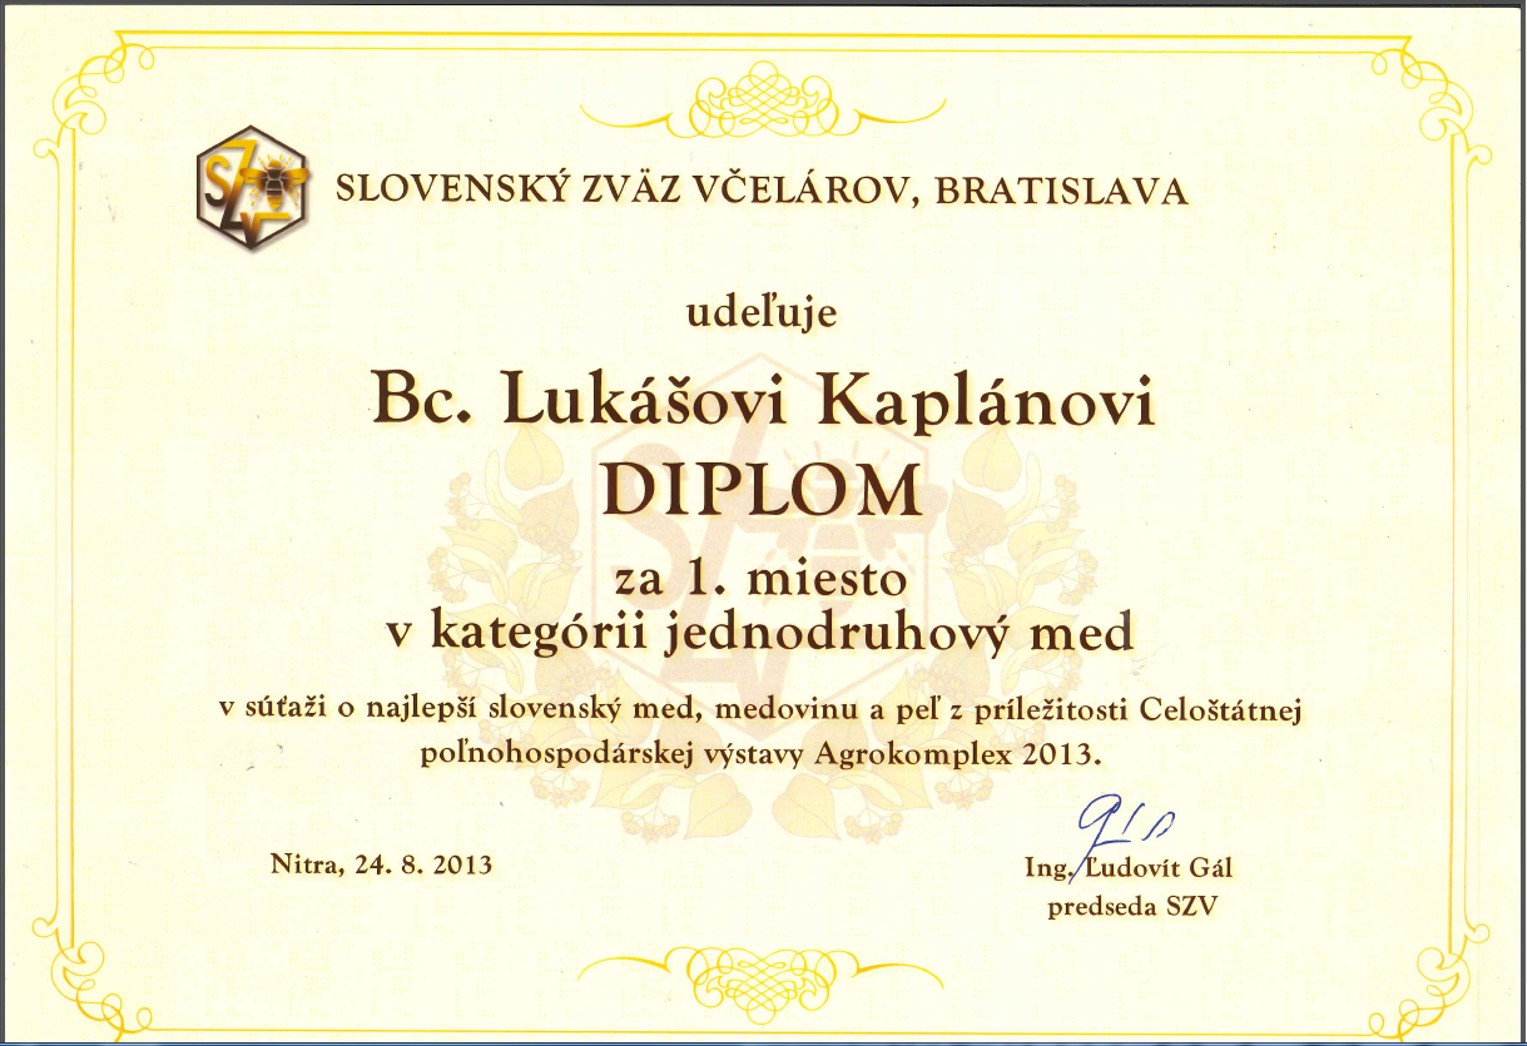 SZV
SLOVENSKÝ ZVÄZ VČELÁROV, BRATISLAVA
udeľuje
Bc. Lukášovi Kaplánovi
DIPLOM
za 1. miesto
v kategórii jednodruhový med
v súťaži o najlepší slovenský med, medovinu a peľ z príležitosti Celoštátnej
poľnohospodárskej výstavy Agrokomplex 2013.
Nitra, 24. 8. 2013
Ing. Ľudovít Gál
predseda SZV